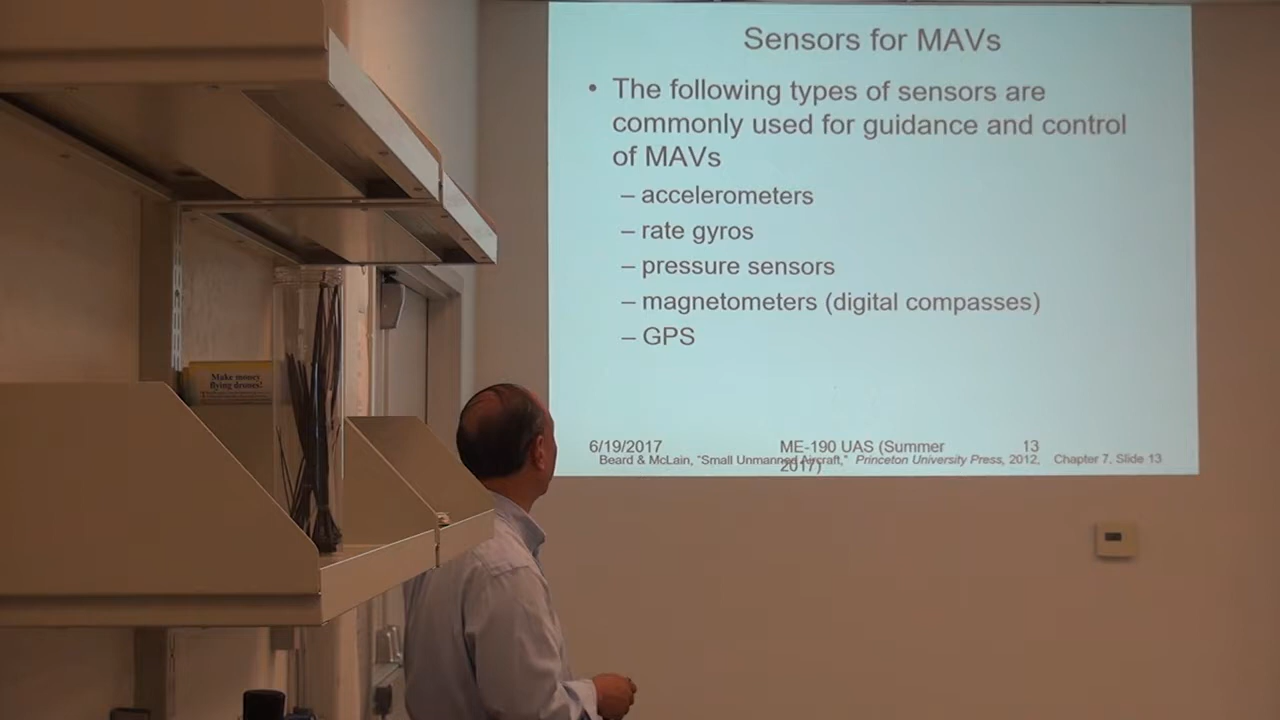 Sensors for MAVs
• The following types of sensors are
commonly used for guidance and control
of MAVs
– accelerometers
– rate gyros
– pressure sensors
– magnetometers (digital compasses)
– GPS
6/19/2017
ME-190 UAS (Summer
2017)
13
Beard & McLain, "Small Unmanned Aircraft," Princeton University Press, 2012, Chapter 7, Slide 13
Make money
flying drones!